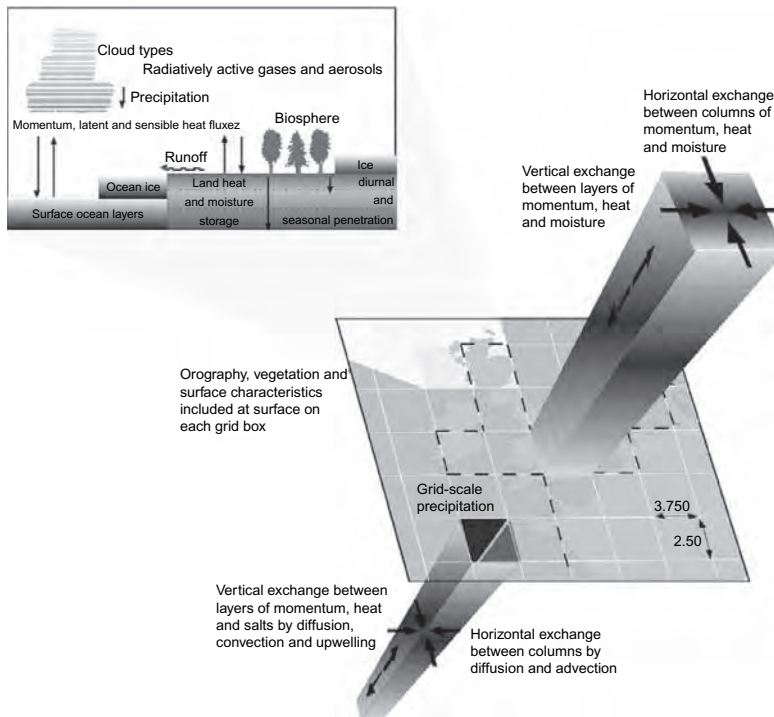 Cloud types
Radiatively active gases and aerosols
Precipitation
Momentum, latent and sensible heat fluxez
Biosphere
Runoff
Ice
Ocean ice
Land heat
diurnal
and moisture
and
Surface ocean layers
storage
seasonal penetration
Horizontal exchange
between columns of
momentum, heat
and moisture
Vertical exchange
between layers of
momentum, heat
and moisture
Orography, vegetation and
surface characteristics
included at surface on
each grid box
Grid-scale
precipitation
3.750
2.50
Vertical exchange between
layers of momentum, heat
and salts by diffusion,
convection and upwelling
Horizontal exchange
between columns by
diffusion and advection